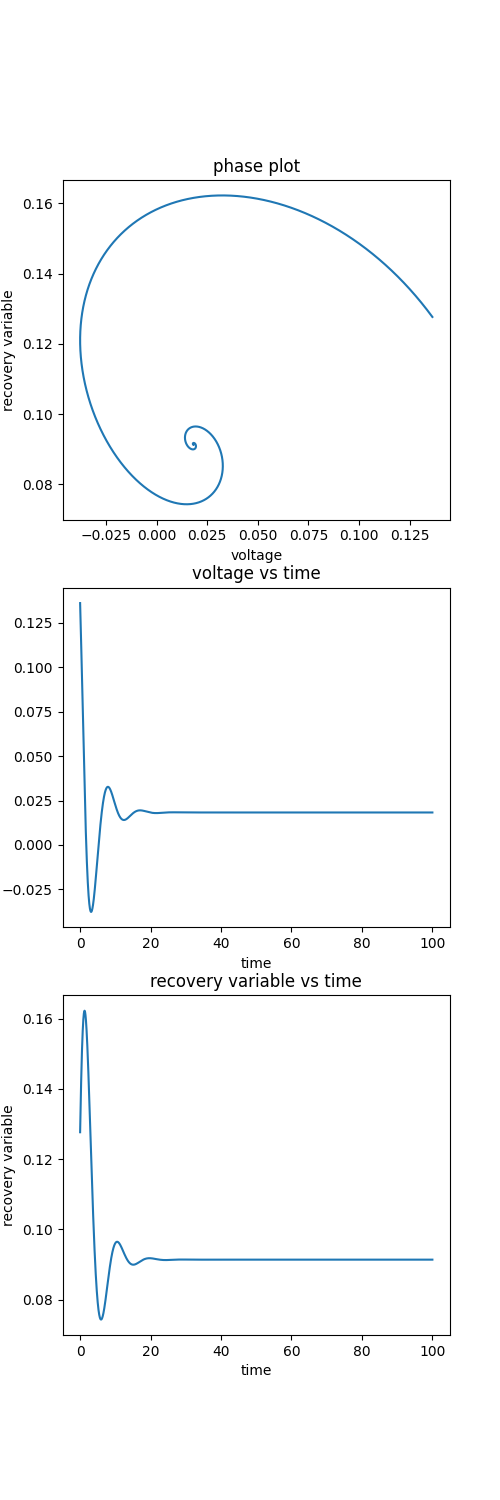 phase plot
0.16
0.14
0.12
0.10
0.08
recovery variable
−0.025 0.000 0.025 0.050 0.075 0.100 0.125
voltage
voltage vs time
0.125
0.100
0.075
0.050
0.025
0.000
−0.025
0 20 40 60 80 100
time
recovery variable vs time
0.16
0.14
0.12
0.10
0.08
recovery variable
0 20 40 60 80 100
time